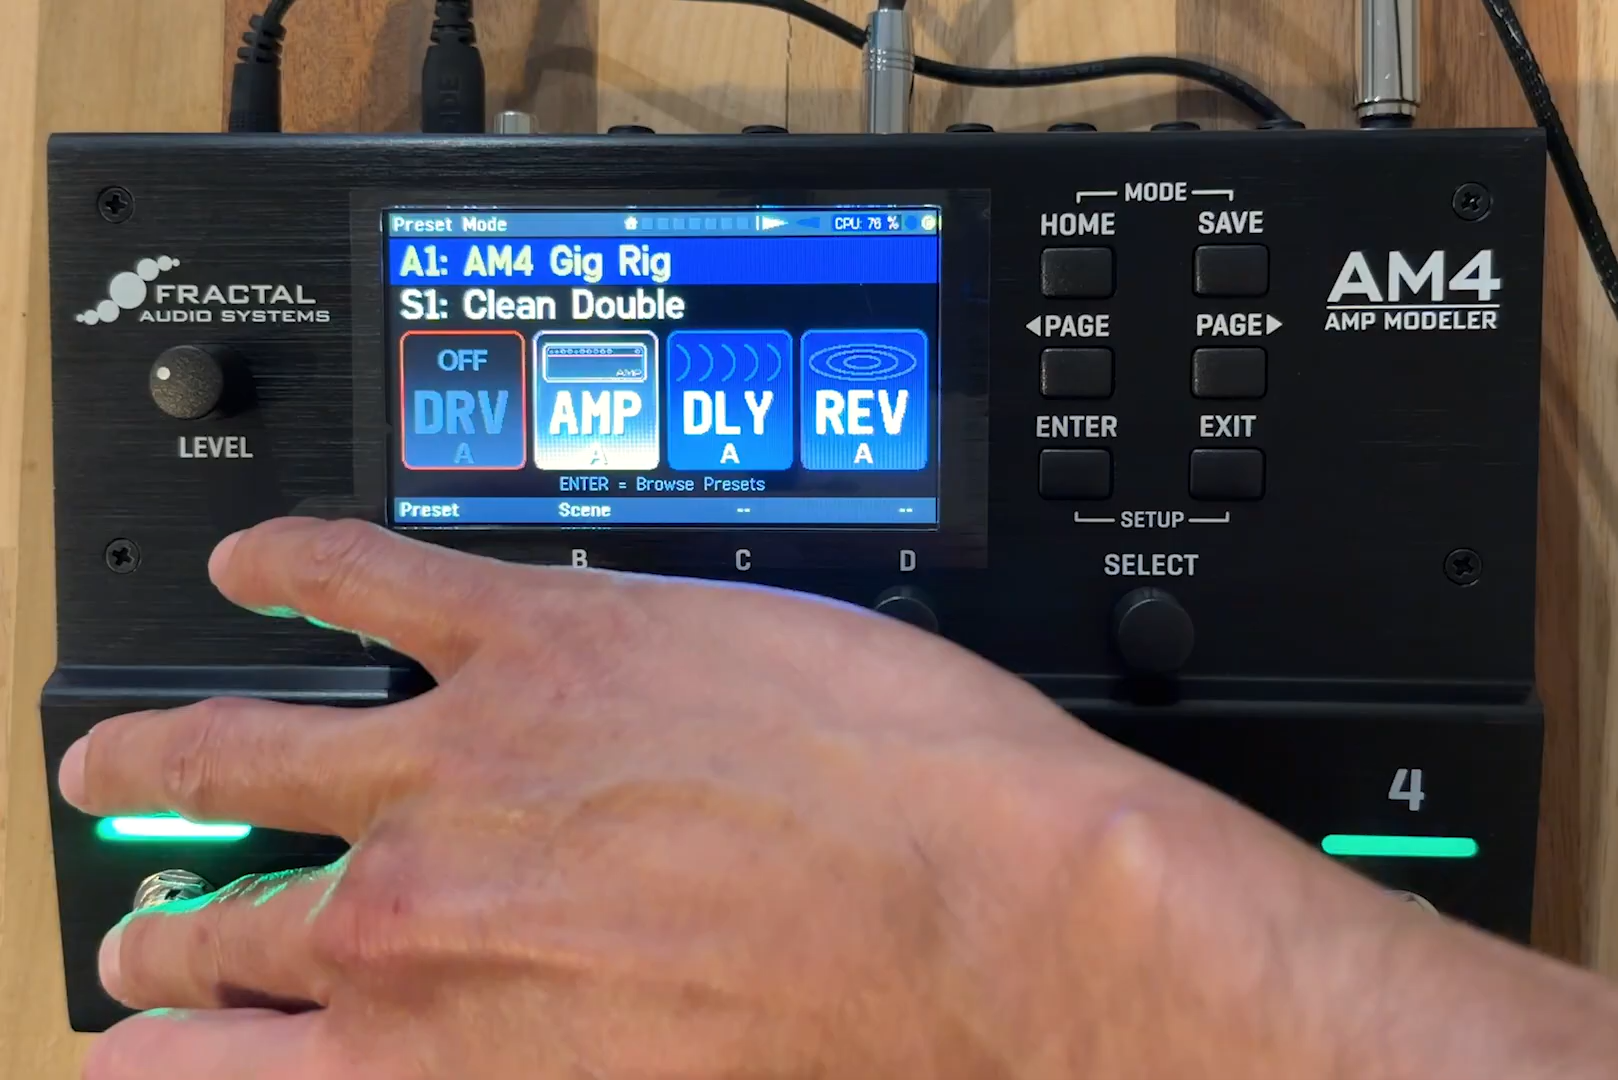 Preset Mode
CPU: 76 %
A1: AM4 Gig Rig
S1: Clean Double
OFF
DRV
A
AMP
AMP
A
DLY
A
REV
A
ENTER = Browse Presets
Preset Scene -- --
FRACTAL
AUDIO SYSTEMS
LEVEL
B C D
MODE
HOME SAVE
PAGE PAGE
ENTER EXIT
SETUP
SELECT
AM4
AMP MODELER
4